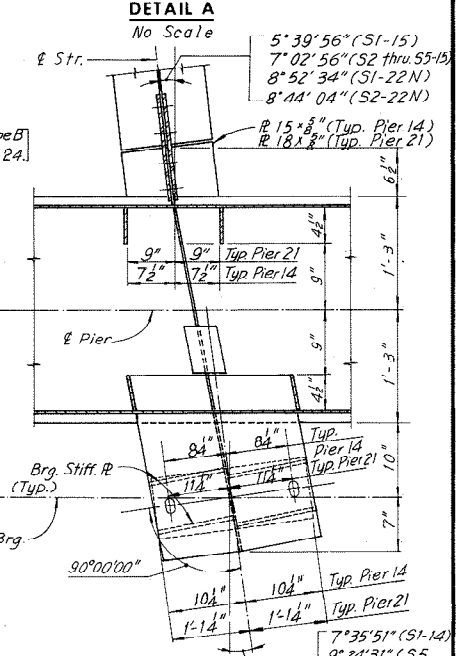 DETAIL A
No Scale
℄ Str.
5°39'56" (S1-15)
7°02'56" (S2 thru. S5-15)
8°52'34" (S1-22N)
8°44'04" (S2-22N)
24.
℄ 15 x 5/8" (Typ. Pier 14)
℄ 18 x 5/8" (Typ. Pier 21)
6 1/2"
4 1/2"
9" 9" Typ. Pier 21
7 1/2" 7 1/2" Typ. Pier 14
9"
1'-3"
℄ Pier
9"
1'-3"
4 1/2"
8 1/4" 8 1/4" Typ. Pier 14
11 1/4" 11 1/4" Typ. Pier 21
10"
Brg. Stiff. ℄
(Typ.)
Brg.
7"
90°00'00"
10 1/4" 10 1/4" Typ. Pier 14
1'-1 1/4" 1'-1 1/4" Typ. Pier 21
7°35'51" (S1-14)